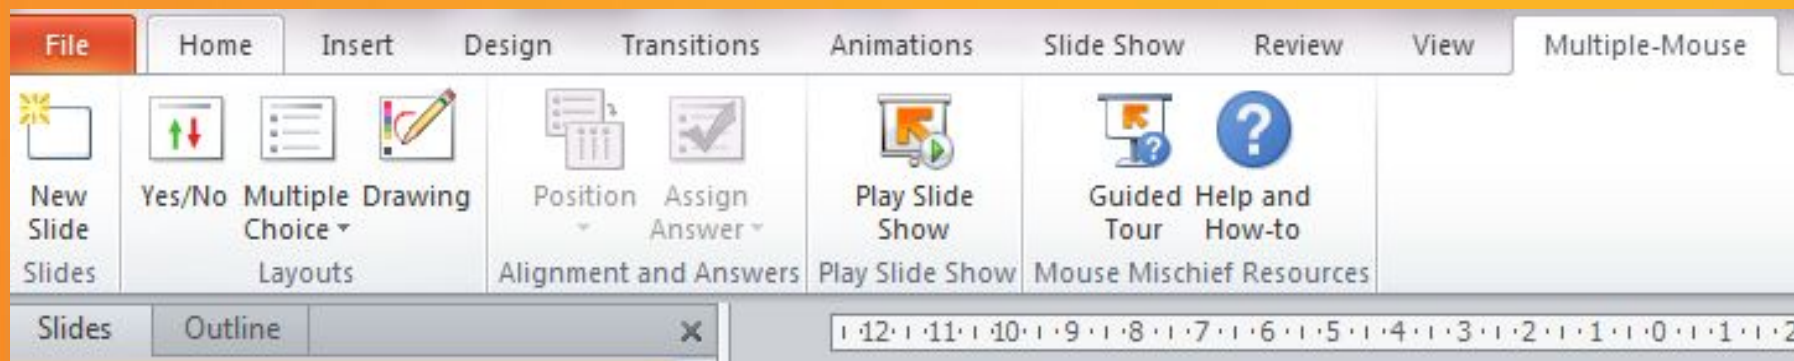 File Home Insert Design Transitions Animations Slide Show Review View Multiple-Mouse
New Yes/No Multiple Drawing Position Assign Play Slide Guided Help and
Slide Choice Answer Show Tour How-to
Slides Layouts Alignment and Answers Play Slide Show Mouse Mischief Resources
Slides Outline 12 11 10 9 8 7 6 5 4 3 2 1 0 1 2